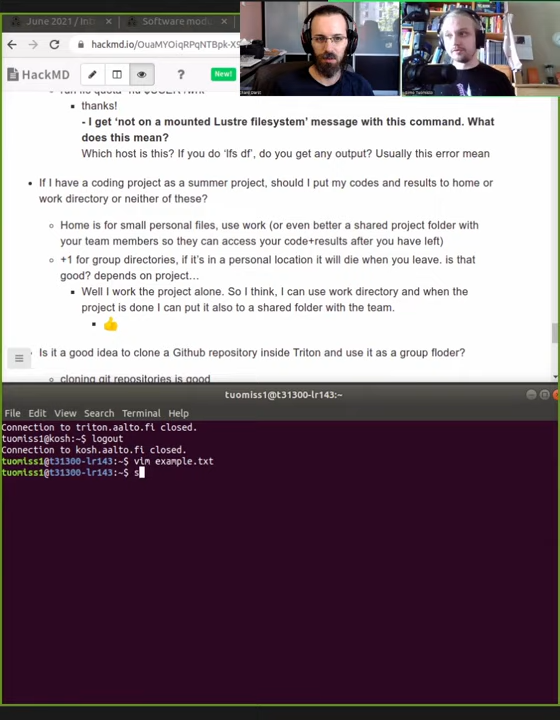 June 2021 / Int
Software modu
hackmd.io/OuaMYOiqRPqNTBpk-XS
HackMD
?
New!
thanks!
- I get ‘not on a mounted Lustre filesystem’ message with this command. What
does this mean?
Which host is this? If you do ‘lfs df’, do you get any output? Usually this error mean
If I have a coding project as a summer project, should I put my codes and results to home or
work directory or neither of these?
Home is for small personal files, use work (or even better a shared project folder with
your team members so they can access your code+results after you have left)
+1 for group directories, if it’s in a personal location it will die when you leave. is that
good? depends on project…
Well I work the project alone. So I think, I can use work directory and when the
project is done I can put it also to a shared folder with the team.
Is it a good idea to clone a Github repository inside Triton and use it as a group floder?
cloning git repositories is good
tuomiss1@t31300-lr143:~
File Edit View Search Terminal Help
Connection to triton.aalto.fi closed.
tuomiss1@kosh:~$ logout
Connection to kosh.aalto.fi closed.
tuomiss1@t31300-lr143:~$ vim example.txt
tuomiss1@t31300-lr143:~$ s